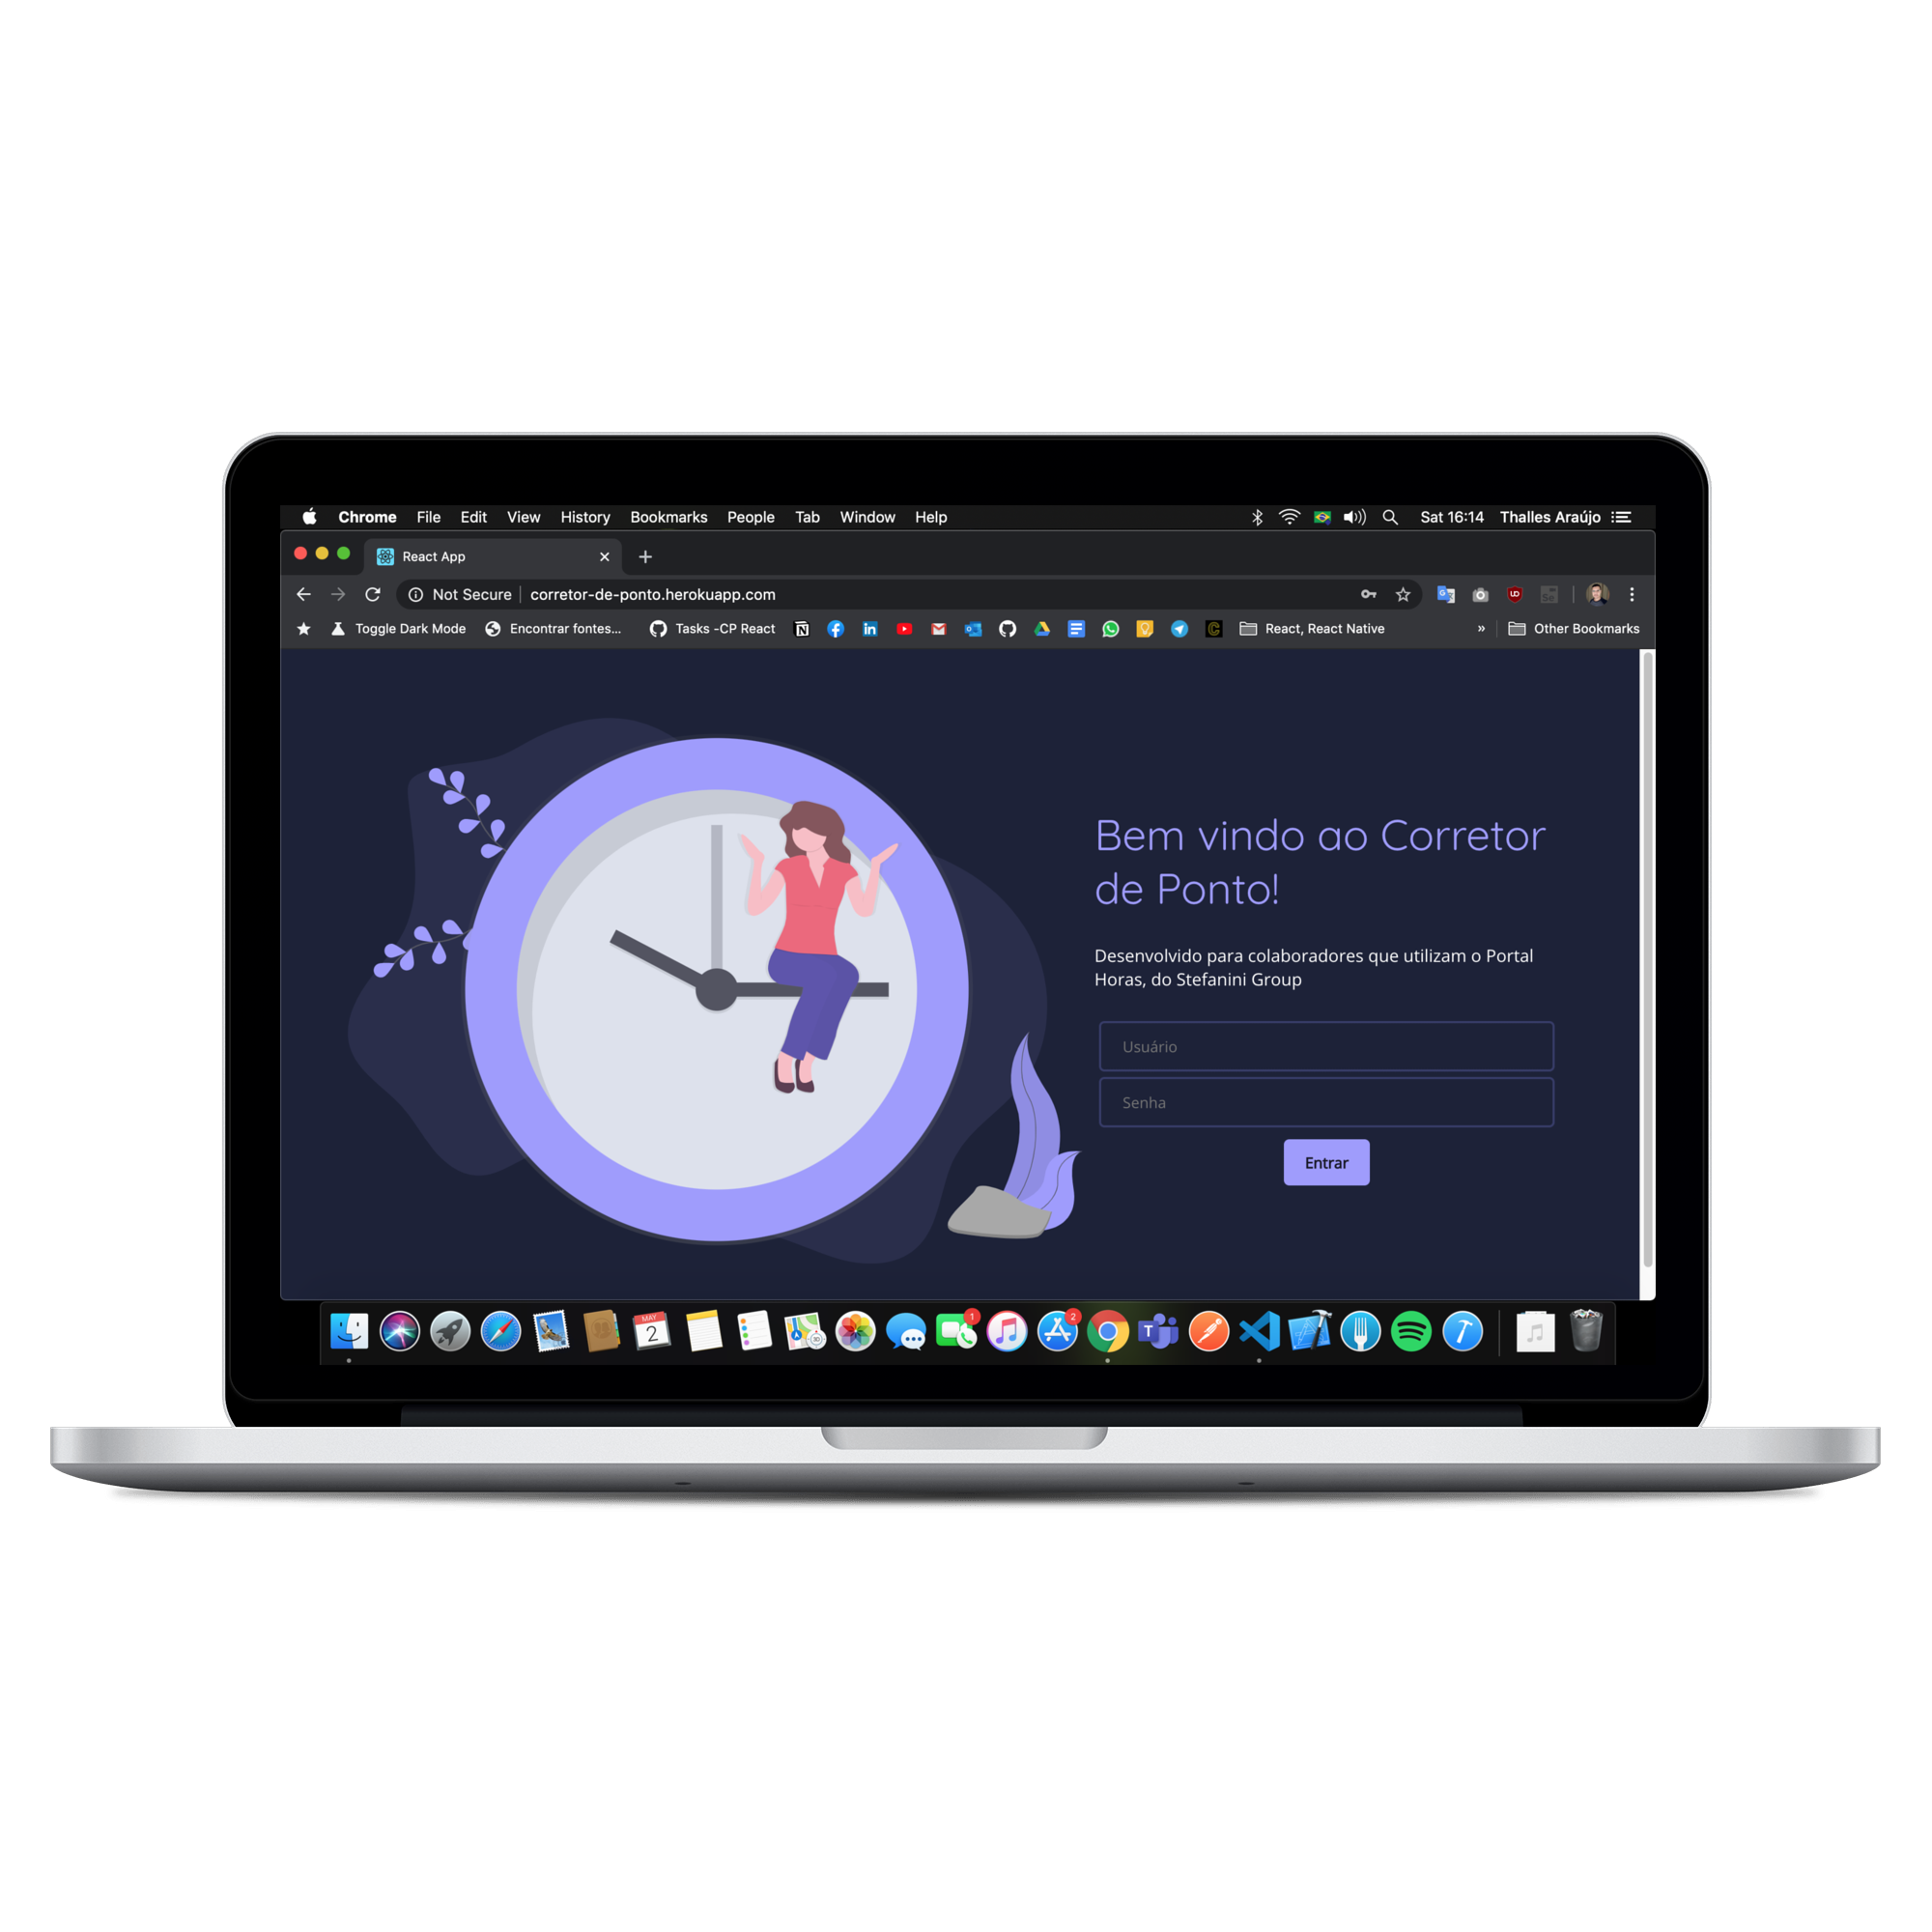 Chrome File Edit View History Bookmarks People Tab Window Help Sat 16:14 Thalles Araújo
React App
Not Secure corretor-de-ponto.herokuapp.com
Toggle Dark Mode Encontrar fontes... Tasks -CP React React, React Native » Other Bookmarks
Bem vindo ao Corretor
de Ponto!
Desenvolvido para colaboradores que utilizam o Portal
Horas, do Stefanini Group
Usuário
Senha
Entrar
MAY
2
1
2